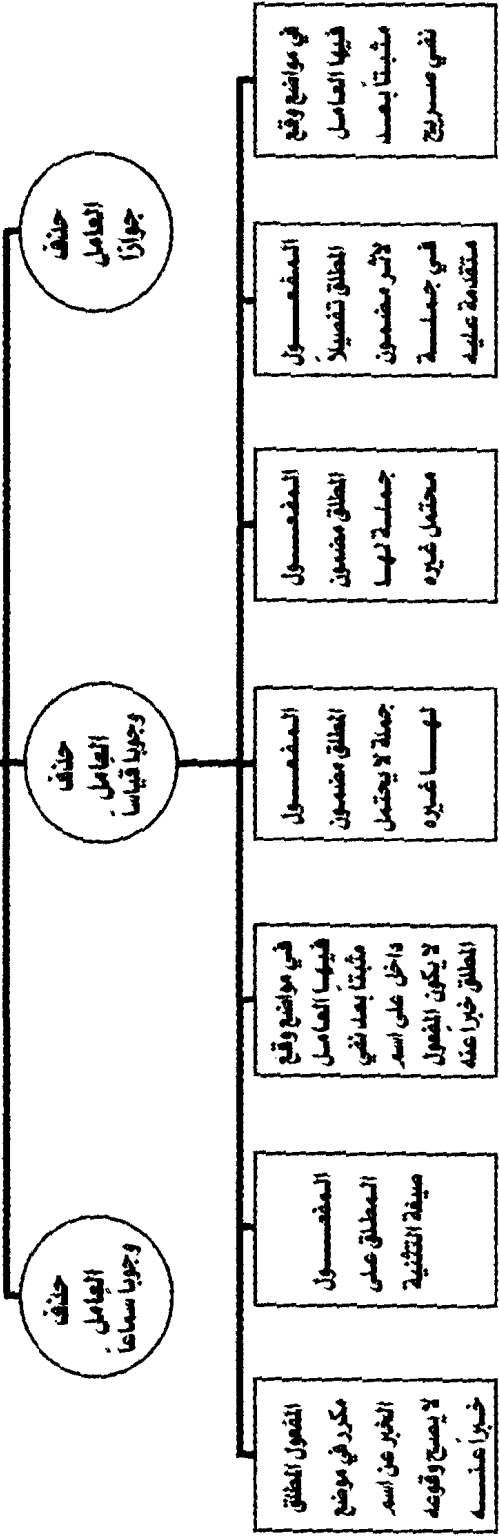 حذف
العامل
جوازاً
حذف
العامل
وجوبا قياساً
حذف
العامل
وجوبا سماعاً
في مواضع وقع
فيها العامل
مثبتا بعد
نفي صريح
المفعول
المطلق تفصيلاً
لأثر مضمون
في جملة
متقدمة عليه
المفعول
المطلق مضمون
جملة لها
محتمل غيره
المفعول
المطلق مضمون
جملة لا يحتمل
لها غيره
في مواضع وقع
فيها العامل
مثبتا بعد نفي
داخل على اسم
لا يكون المفعول
المطلق خبراً عنه
المفعول
المطلق على
صيغة التثنية
المفعول المطلق
مكرر في موضع
الخبر عن اسم
لا يصح وقوعه
خبراً عنه